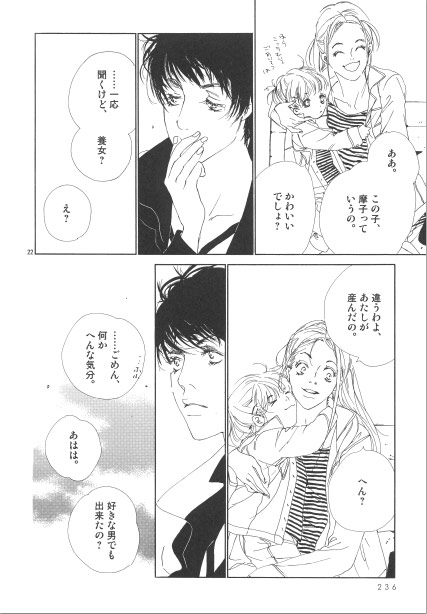 ああ。
この子、
摩子って
いうの。
かわいい
でしょ?
……一応
聞くけど、
養女?
え?
22
違うわよ、
あたしが
産んだの。
へん?
……ごめん、
何か
へんな気分。
あはは。
好きな男でも
出来たの?
236